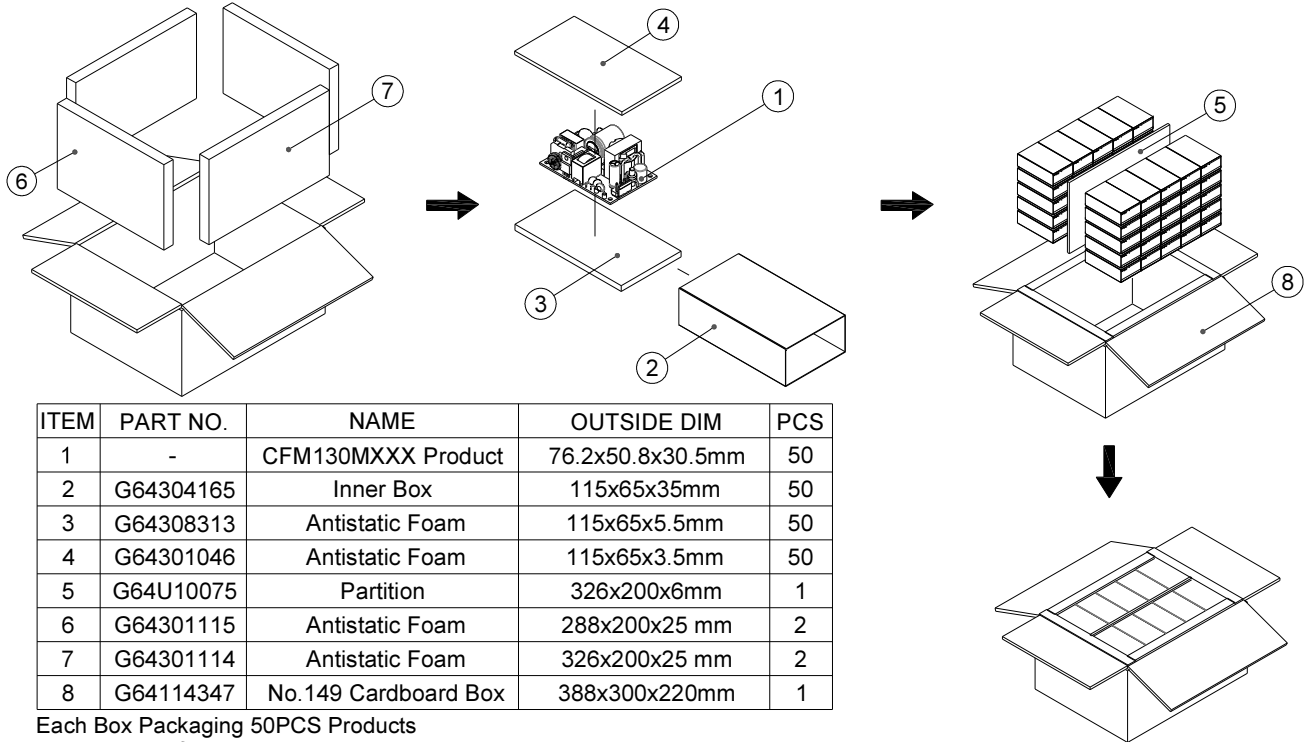 4
7
1
5
6
3
8
2
ITEM PART NO. NAME OUTSIDE DIM PCS
1 - CFM130MXXX Product 76.2x50.8x30.5mm 50
2 G64304165 Inner Box 115x65x35mm 50
3 G64308313 Antistatic Foam 115x65x5.5mm 50
4 G64301046 Antistatic Foam 115x65x3.5mm 50
5 G64U10075 Partition 326x200x6mm 1
6 G64301115 Antistatic Foam 288x200x25 mm 2
7 G64301114 Antistatic Foam 326x200x25 mm 2
8 G64114347 No.149 Cardboard Box 388x300x220mm 1
Each Box Packaging 50PCS Products